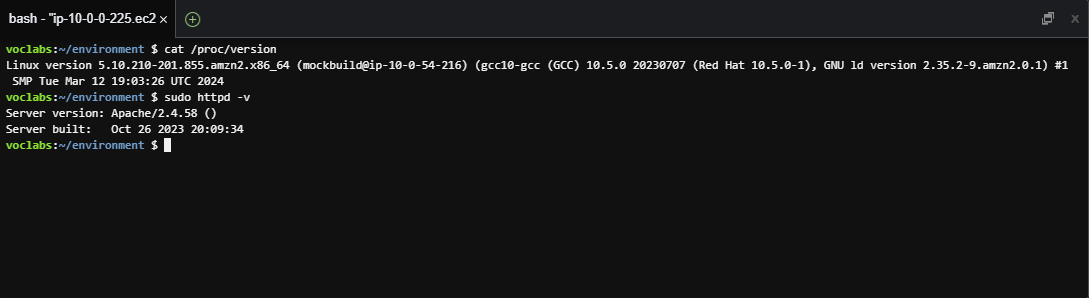 bash - "ip-10-0-0-225.ec2
voclabs:~/environment $ cat /proc/version
Linux version 5.10.210-201.855.amzn2.x86_64 (mockbuild@ip-10-0-54-216) (gcc10-gcc (GCC) 10.5.0 20230707 (Red Hat 10.5.0-1), GNU ld version 2.35.2-9.amzn2.0.1) #1
 SMP Tue Mar 12 19:03:26 UTC 2024
voclabs:~/environment $ sudo httpd -v
Server version: Apache/2.4.58 ()
Server built:   Oct 26 2023 20:09:34
voclabs:~/environment $